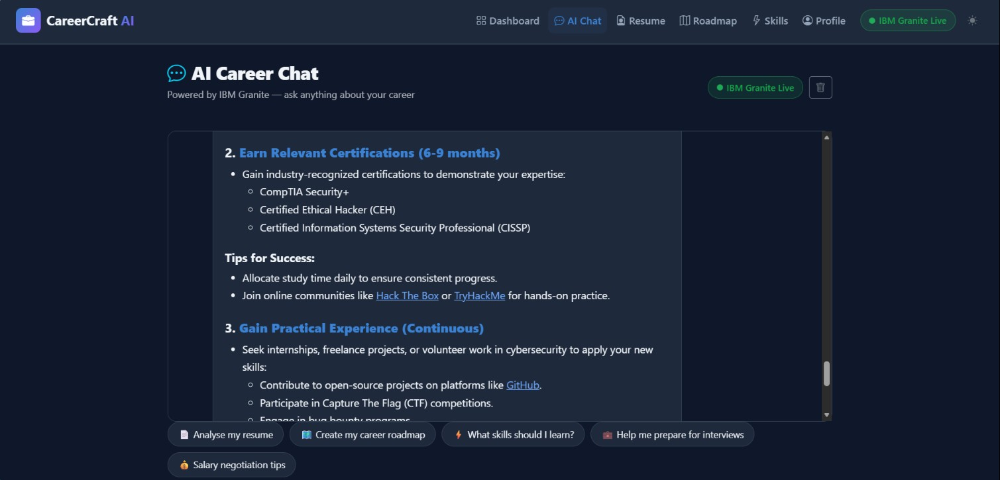 CareerCraft AI
Dashboard
AI Chat
Resume
Roadmap
Skills
Profile
IBM Granite Live
AI Career Chat
Powered by IBM Granite — ask anything about your career
IBM Granite Live
2. Earn Relevant Certifications (6-9 months)
Gain industry-recognized certifications to demonstrate your expertise:
CompTIA Security+
Certified Ethical Hacker (CEH)
Certified Information Systems Security Professional (CISSP)
Tips for Success:
Allocate study time daily to ensure consistent progress.
Join online communities like Hack The Box or TryHackMe for hands-on practice.
3. Gain Practical Experience (Continuous)
Seek internships, freelance projects, or volunteer work in cybersecurity to apply your new
skills:
Contribute to open-source projects on platforms like GitHub.
Participate in Capture The Flag (CTF) competitions.
Engage in bug bounty programs
Analyse my resume
Create my career roadmap
What skills should I learn?
Help me prepare for interviews
Salary negotiation tips